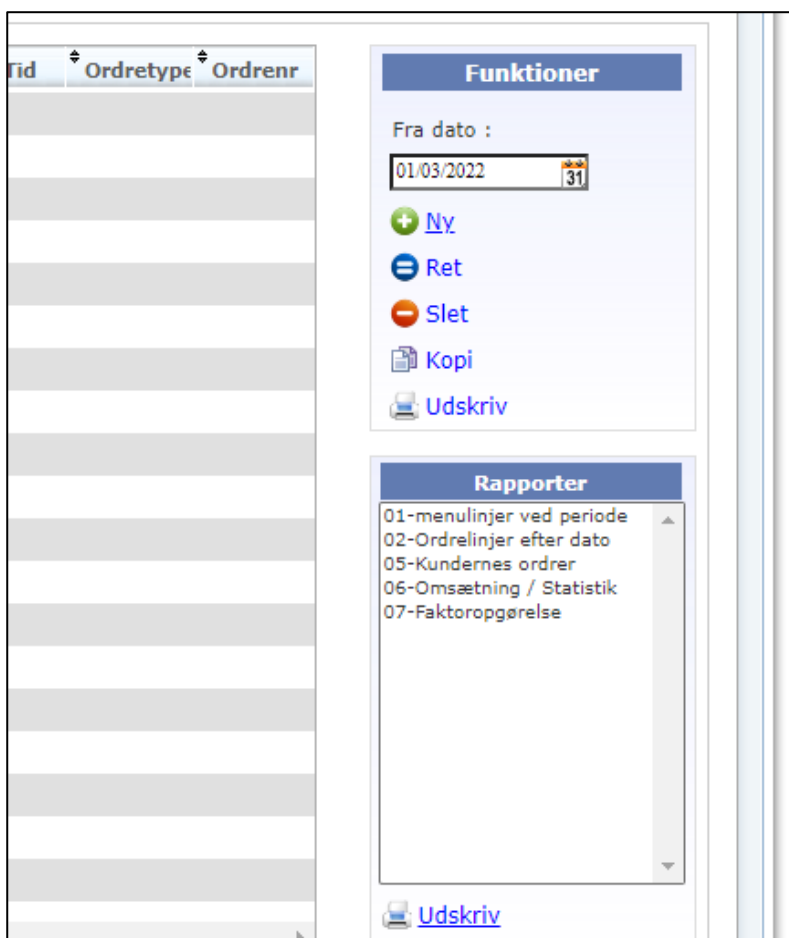 Tid Ordretype Ordrenr
Funktioner
Fra dato :
01/03/2022
31
Ny
Ret
Slet
Kopi
Udskriv
Rapporter
01-menulinjer ved periode
02-Ordrelinjer efter dato
05-Kundernes ordrer
06-Omsætning / Statistik
07-Faktoropgørelse
Udskriv